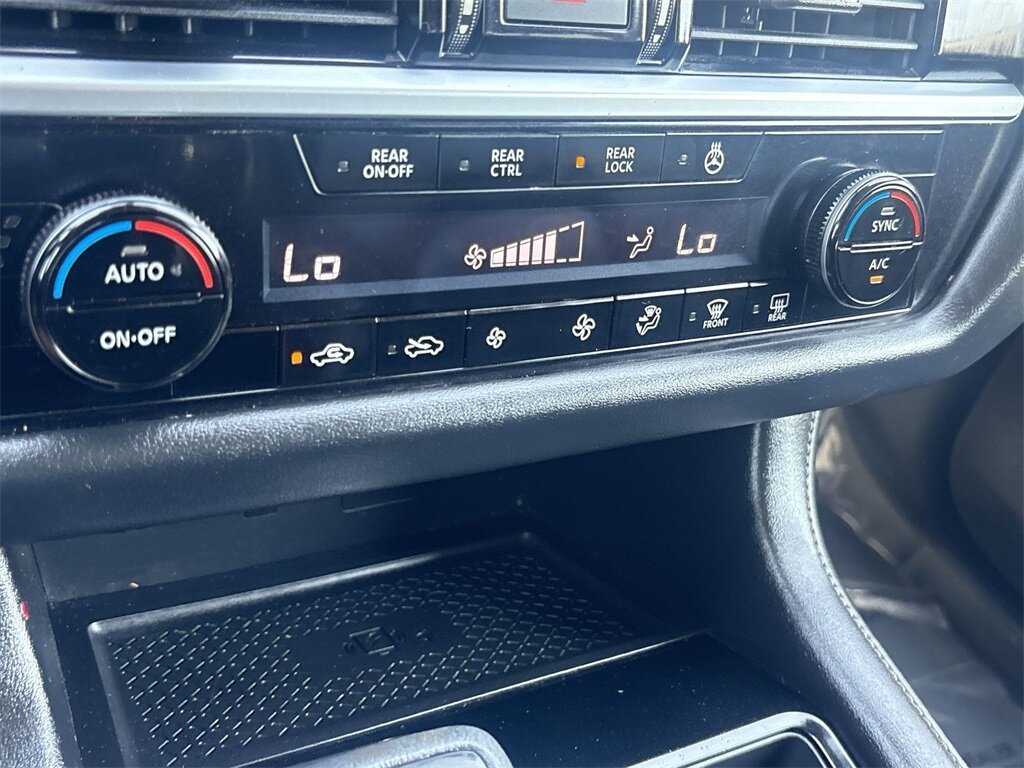 REAR
ON·OFF
REAR
CTRL
REAR
LOCK
AUTO
ON·OFF
Lo
Lo
SYNC
A/C
FRONT
REAR